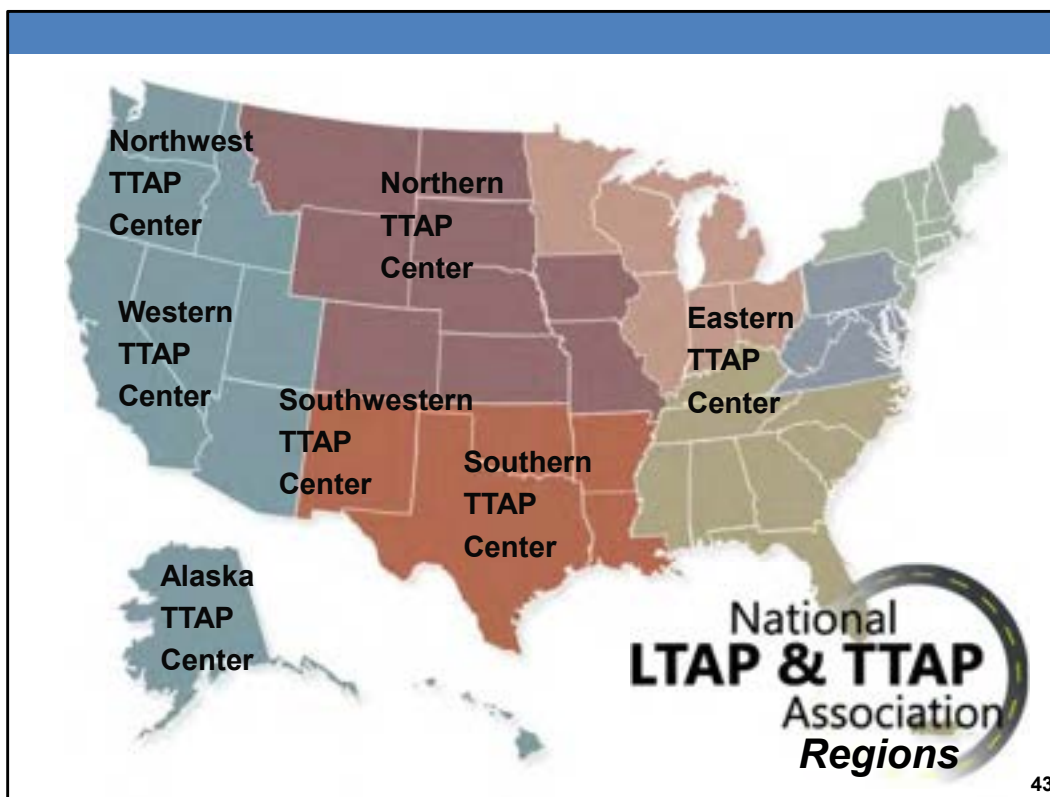 Northwest
TTAP
Center
Northern
TTAP
Center
Western
TTAP
Center
Eastern
TTAP
Center
Southwestern
TTAP
Center
Southern
TTAP
Center
Alaska
TTAP
Center
National
LTAP & TTAP
Association
Regions
43